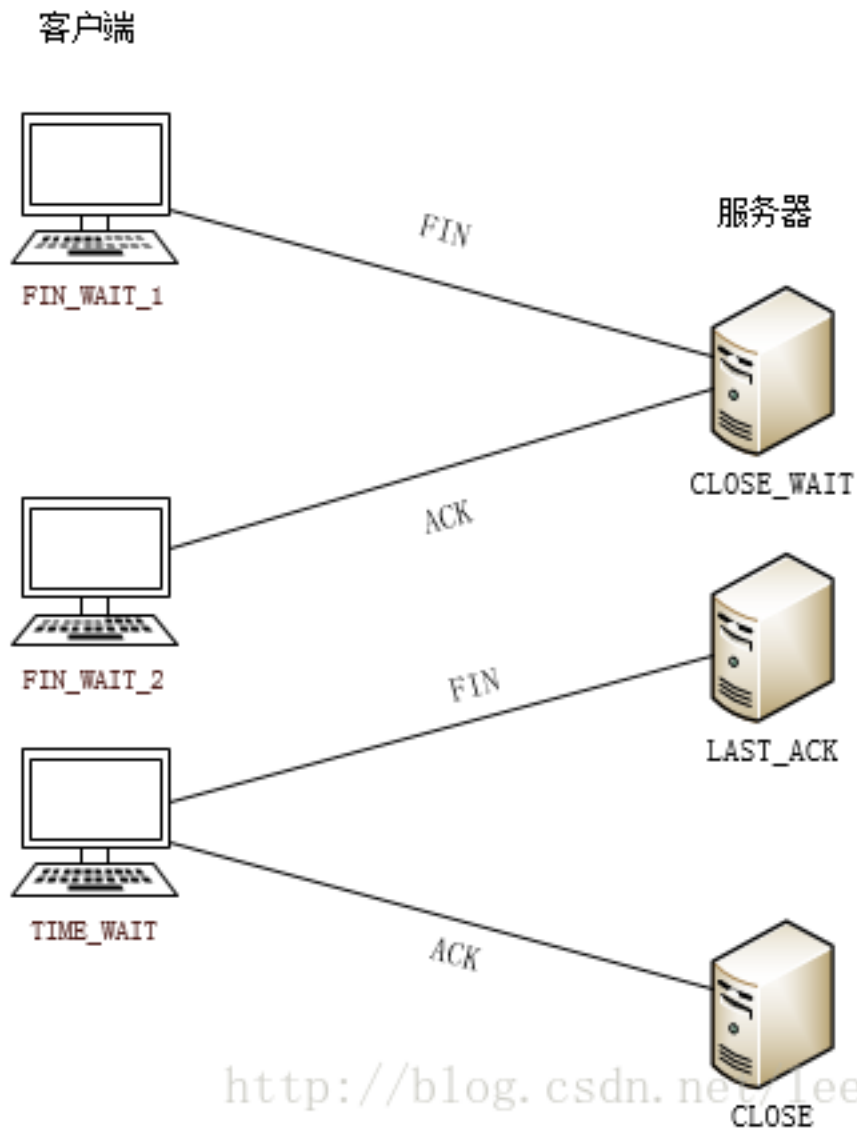 客户端
服务器
FIN
FIN_WAIT_1
CLOSE_WAIT
ACK
FIN_WAIT_2
FIN
LAST_ACK
TIME_WAIT
ACK
http://blog.csdn.net/lee
CLOSE